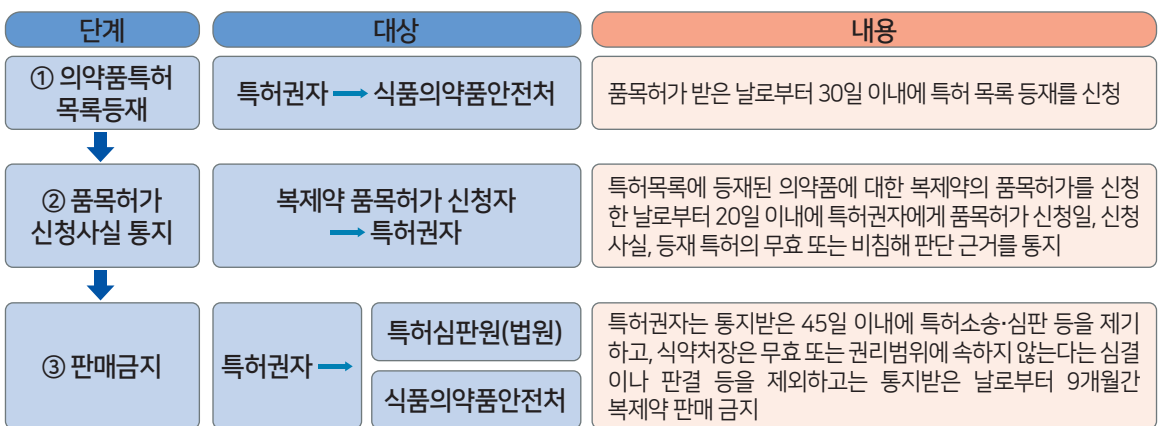 단계 대상 내용
① 의약품특허
목록등재
특허권자 → 식품의약품안전처
품목허가 받은 날로부터 30일 이내에 특허 목록 등재를 신청
② 품목허가
신청사실 통지
복제약 품목허가 신청자
→ 특허권자
특허목록에 등재된 의약품에 대한 복제약의 품목허가를 신청
한 날로부터 20일 이내에 특허권자에게 품목허가 신청일, 신청
사실, 등재 특허의 무효 또는 비침해 판단 근거를 통지
③ 판매금지
특허권자 →
특허심판원(법원)
식품의약품안전처
특허권자는 통지받은 45일 이내에 특허소송·심판 등을 제기
하고, 식약처장은 무효 또는 권리범위에 속하지 않는다는 심결
이나 판결 등을 제외하고는 통지받은 날로부터 9개월간
복제약 판매 금지